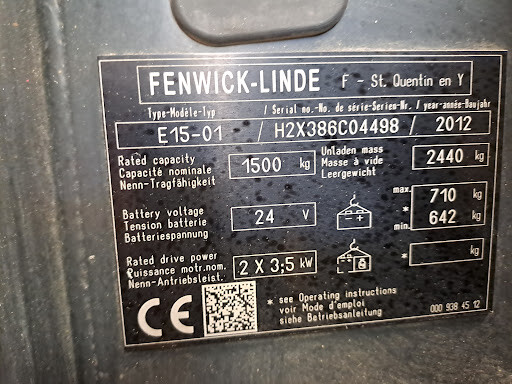 FENWICK-LINDE F - St. Quentin en Y
Type-Modèle-Typ / Serial no.-No. de série-Serien-Nr. / year-année-Baujahr
E15-01 / H2X386C04498 / 2012
Rated capacity
Capacité nominale
Nenn-Tragfähigkeit
1500 kg
Unladen mass
Masse à vide
Leergewicht
2440 kg
Battery voltage
Tension batterie
Batteriespannung
24 V
- +
max. 710 kg
*
min. 642 kg
Rated drive power
Puissance motr.nom.
Nenn-Antriebsleist.
2 X 3,5 kW
* kg
CE
* see Operating instructions
voir Mode d'emploi
siehe Betriebsanleitung
000 938 45 12